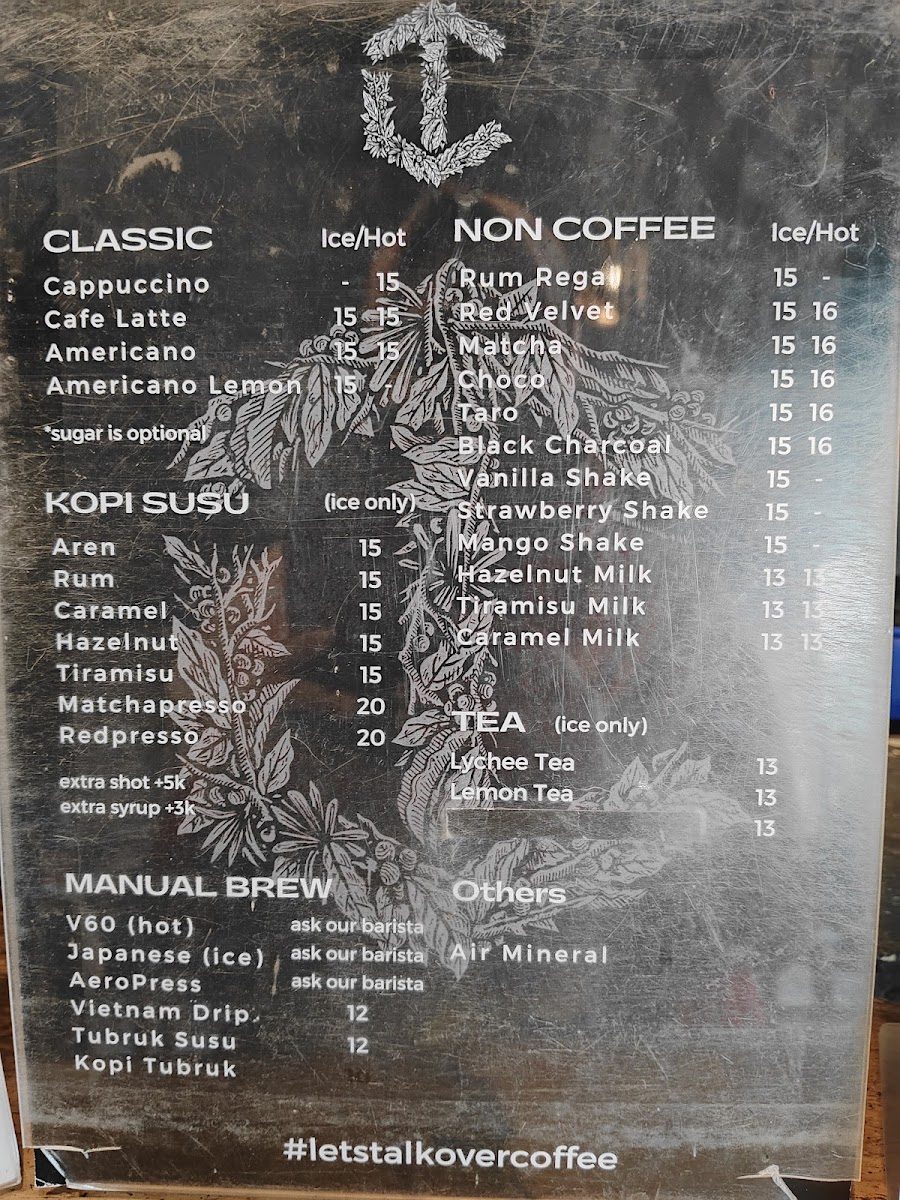 CLASSIC Ice/Hot
Cappuccino - 15
Cafe Latte 15 15
Americano 15 15
Americano Lemon 15 -
*sugar is optional
KOPI SUSU (ice only)
Aren 15
Rum 15
Caramel 15
Hazelnut 15
Tiramisu 15
Matchapresso 20
Redpresso 20
extra shot +5k
extra syrup +3k
MANUAL BREW
V60 (hot) ask our barista
Japanese (ice) ask our barista
AeroPress ask our barista
Vietnam Drip 12
Tubruk Susu 12
Kopi Tubruk
NON COFFEE Ice/Hot
Rum Regal 15 -
Red Velvet 15 16
Matcha 15 16
Choco 15 16
Taro 15 16
Black Charcoal 15 16
Vanilla Shake 15 -
Strawberry Shake 15 -
Mango Shake 15 -
Hazelnut Milk 13 13
Tiramisu Milk 13 13
Caramel Milk 13 13
TEA (ice only)
Lychee Tea 13
Lemon Tea 13
13
Others
Air Mineral
#letstalkovercoffee